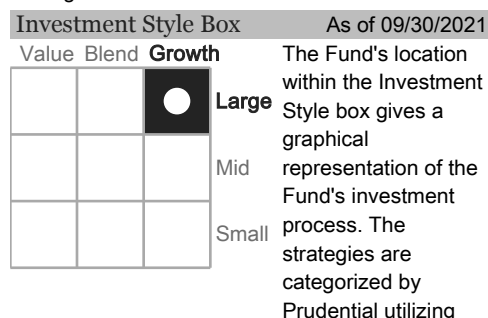 Investment Style Box As of 09/30/2021
Value Blend Growth
Large
Mid
Small
The Fund's location
within the Investment
Style box gives a
graphical
representation of the
Fund's investment
process. The
strategies are
categorized by
Prudential utilizing